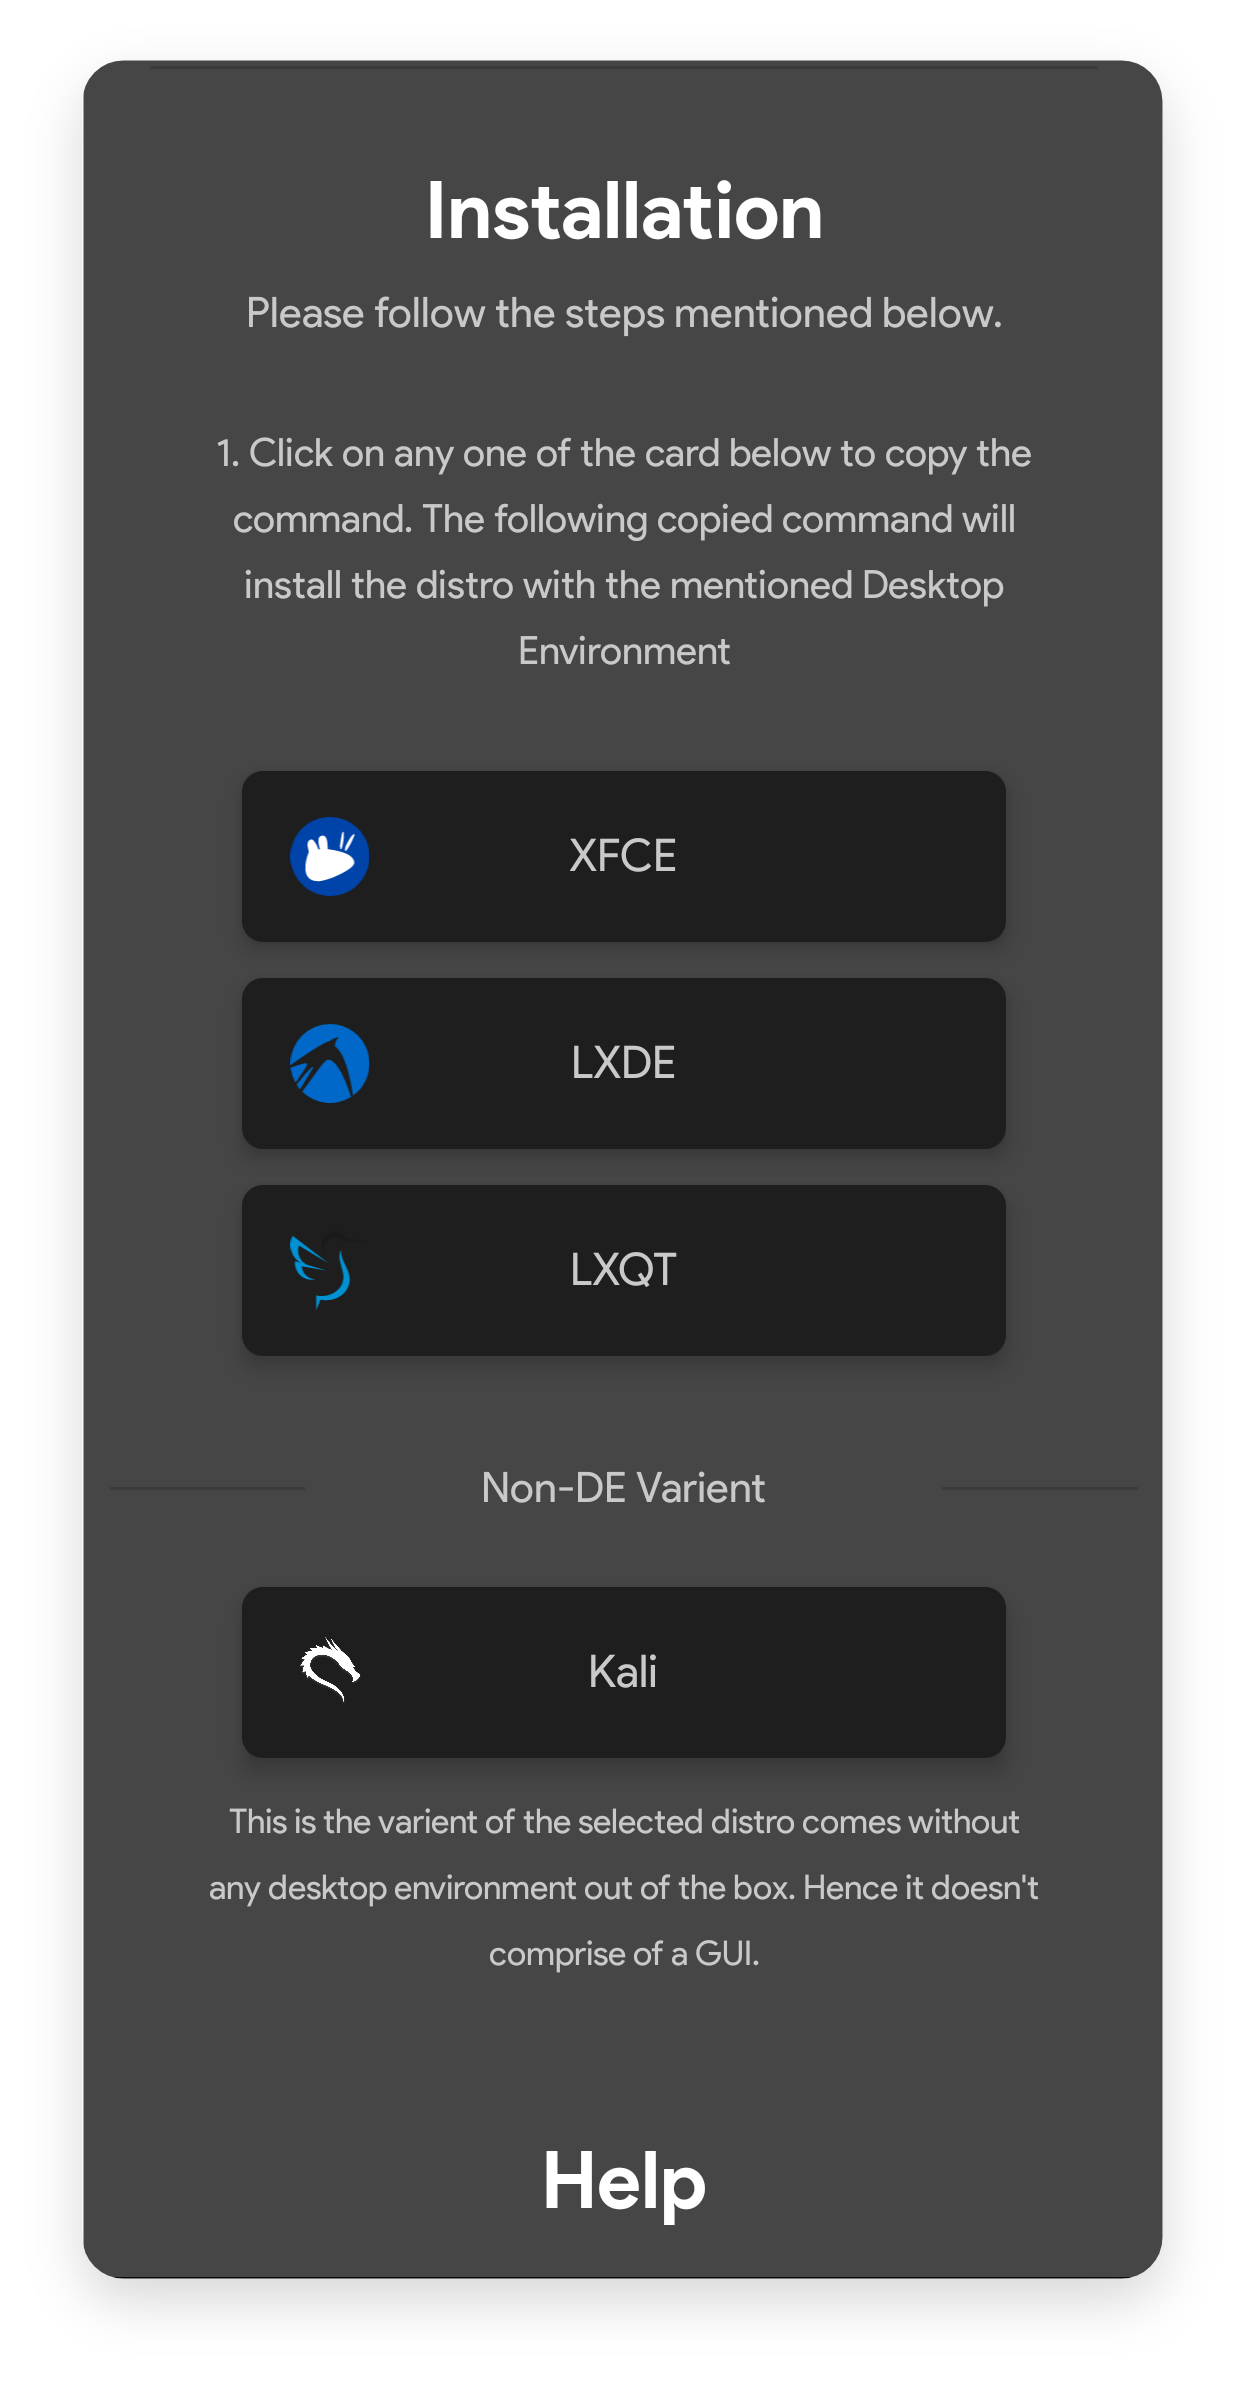 Installation
Please follow the steps mentioned below.
1. Click on any one of the card below to copy the
command. The following copied command will
install the distro with the mentioned Desktop
Environment
XFCE
LXDE
LXQT
Non-DE Varient
Kali
This is the varient of the selected distro comes without
any desktop environment out of the box. Hence it doesn't
comprise of a GUI.
Help